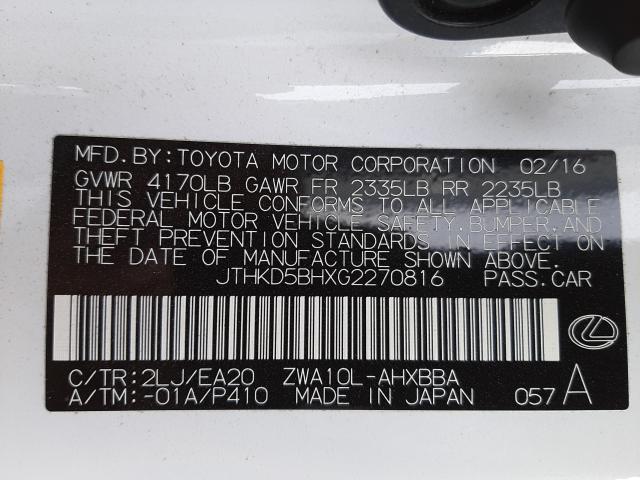 MFD.BY:TOYOTA MOTOR CORPORATION 02/16
GVWR 4170LB GAWR FR 2335LB RR 2235LB
THIS VEHICLE CONFORMS TO ALL APPLICABLE
FEDERAL MOTOR VEHICLE SAFETY,BUMPER,AND
THEFT PREVENTION STANDARDS IN EFFECT ON
THE DATE OF MANUFACTURE SHOWN ABOVE.
JTHKD5BHXG2270816 PASS.CAR
C/TR:2LJ/EA20 ZWA10L-AHXBBA
A/TM:-01A/P410 MADE IN JAPAN 057 A